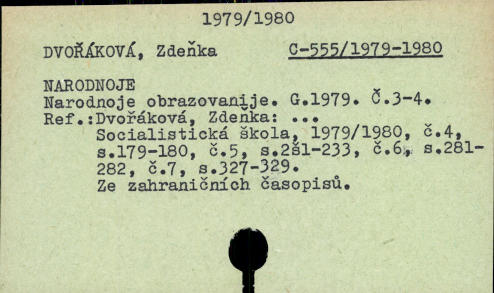 1979/1980
DVOŘÁKOVÁ, Zdeňka C-555/1979-1980
NARODNOJE
Narodnoje obrazovanije. G.1979. Č.3-4.
Ref.:Dvořáková, Zdeňka: ...
Socialistická škola, 1979/1980, č.4,
s.179-180, č.5, s.231-233, č.6, s.281-
282, č.7, s.327-329.
Ze zahraničních časopisů.